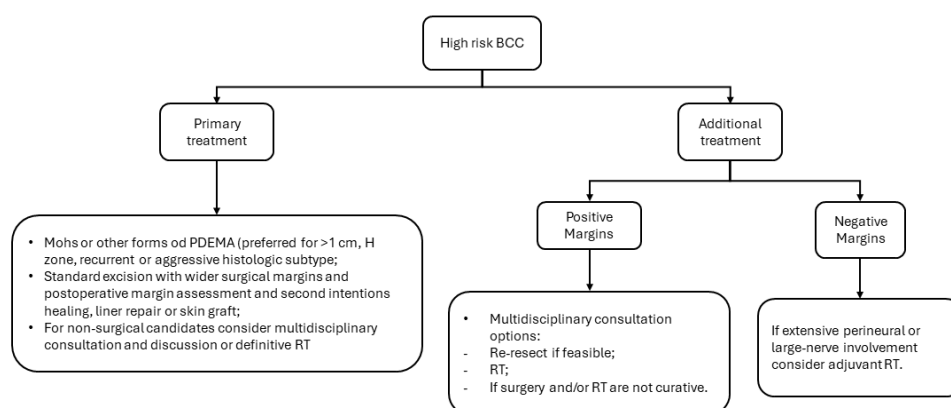 High risk BCC
Primary
treatment
Additional
treatment
Positive
Margins
Negative
Margins
• Mohs or other forms od PDEMA (preferred for >1 cm, H
zone, recurrent or aggressive histologic subtype;
• Standard excision with wider surgical margins and
postoperative margin assessment and second intentions
healing, liner repair or skin graft;
• For non-surgical candidates consider multidisciplinary
consultation and discussion or definitive RT
• Multidisciplinary consultation
options:
- Re-resect if feasible;
- RT;
- If surgery and/or RT are not curative.
If extensive perineural or
large-nerve involvement
consider adjuvant RT.